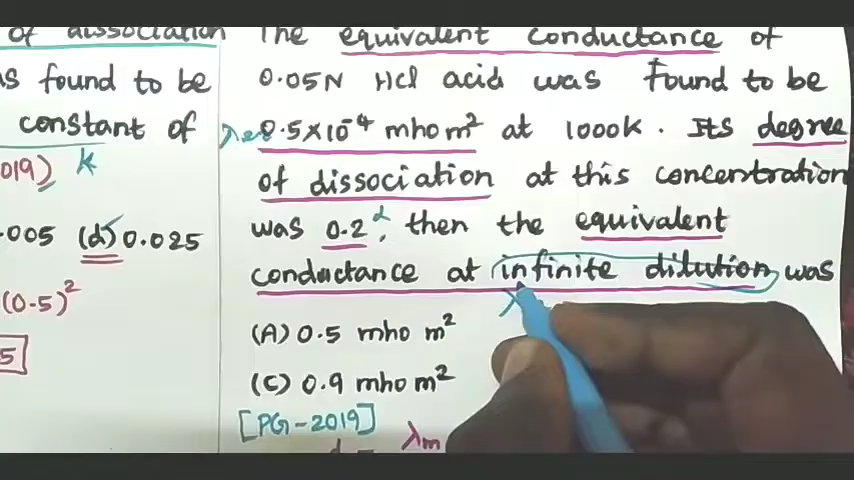 of dissociation
s found to be
constant of
019) k
.005 (d) 0.025
(0.5)²
5
The equivalent conductance of
0.05N HCl acid was found to be
0.5×10⁻⁴ mho m² at 1000K. Its degree
of dissociation at this concentration
was 0.2 α, then the equivalent
conductance at infinite dilution was
(A) 0.5 mho m²
(C) 0.9 mho m²
[PG-2019]
λm